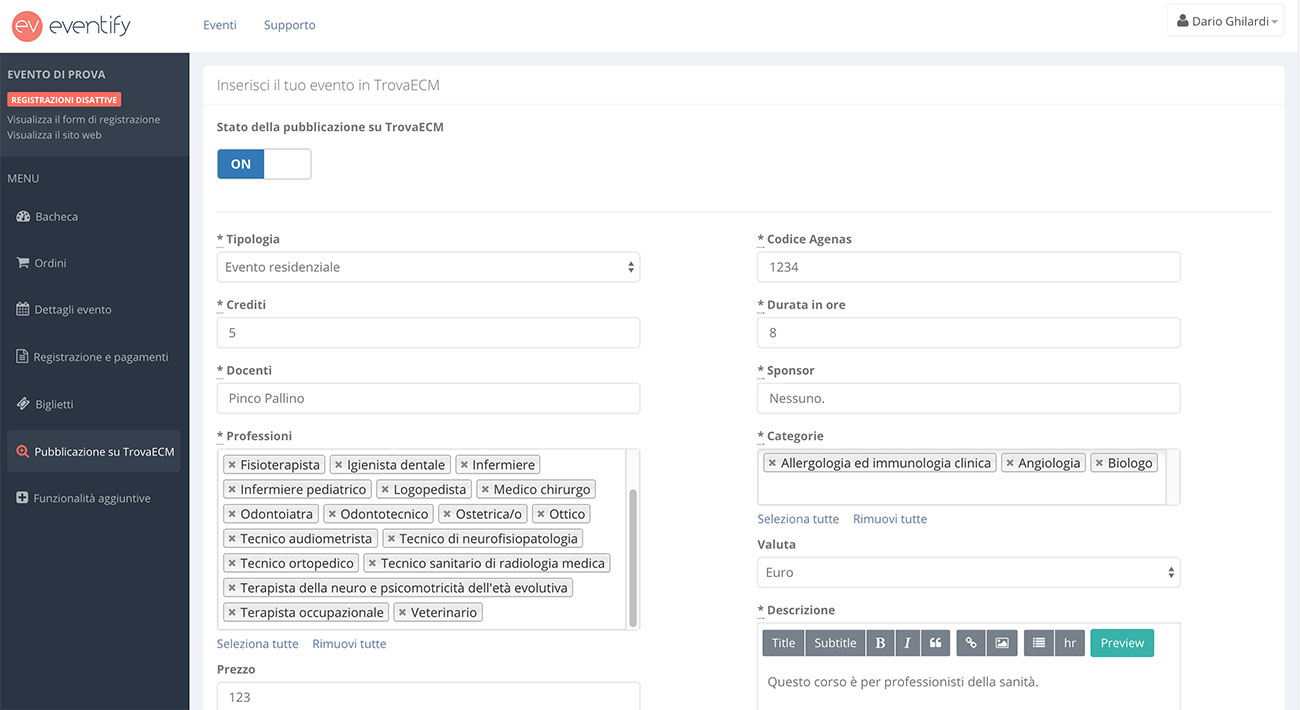 ev eventify
Eventi Supporto
Dario Ghilardi
EVENTO DI PROVA
REGISTRAZIONI DISATTIVE
Visualizza il form di registrazione
Visualizza il sito web
MENU
Bacheca
Ordini
Dettagli evento
Registrazione e pagamenti
Biglietti
Pubblicazione su TrovaECM
Funzionalità aggiuntive
Inserisci il tuo evento in TrovaECM
Stato della pubblicazione su TrovaECM
ON
* Tipologia
Evento residenziale
* Crediti
5
* Docenti
Pinco Pallino
* Professioni
× Fisioterapista × Igienista dentale × Infermiere
× Infermiere pediatrico × Logopedista × Medico chirurgo
× Odontoiatra × Odontotecnico × Ostetrica/o × Ottico
× Tecnico audiometrista × Tecnico di neurofisiopatologia
× Tecnico ortopedico × Tecnico sanitario di radiologia medica
× Terapista della neuro e psicomotricità dell'età evolutiva
× Terapista occupazionale × Veterinario
Seleziona tutte Rimuovi tutte
Prezzo
123
* Codice Agenas
1234
* Durata in ore
8
* Sponsor
Nessuno.
* Categorie
× Allergologia ed immunologia clinica × Angiologia × Biologo
Seleziona tutte Rimuovi tutte
Valuta
Euro
* Descrizione
Title Subtitle B I “ hr Preview
Questo corso è per professionisti della sanità.